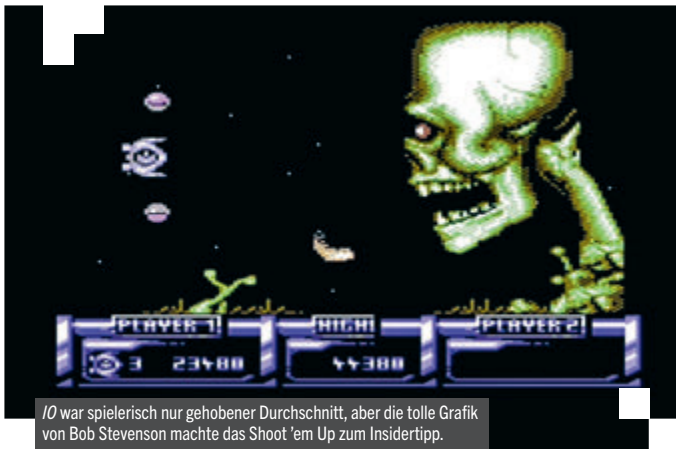 PLAYER 1
HIGH!
PLAYER 2
3 23480
44380
IO war spielerisch nur gehobener Durchschnitt, aber die tolle Grafik
von Bob Stevenson machte das Shoot ’em Up zum Insidertipp.